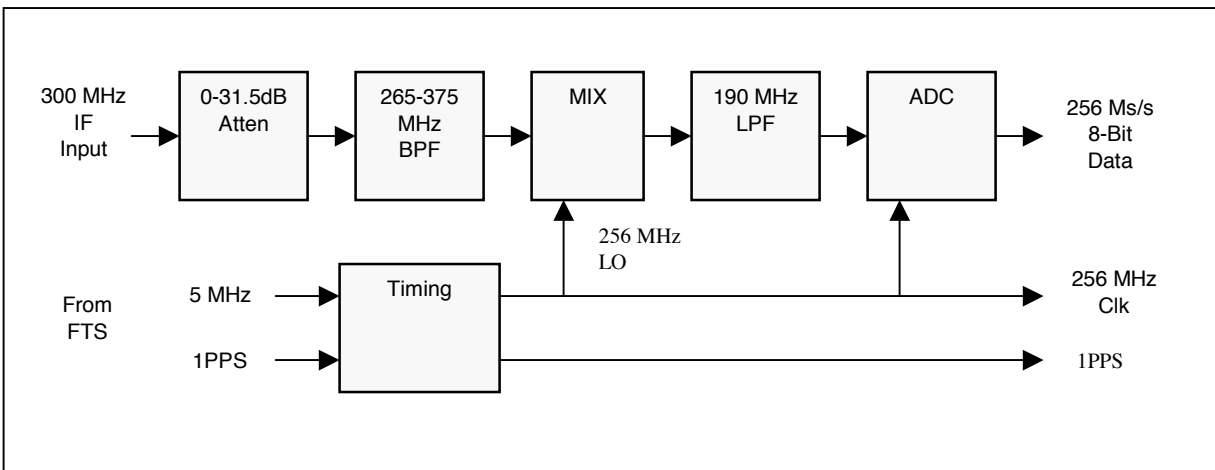 300 MHz
IF
Input
0-31.5dB
Atten
265-375
MHz
BPF
MIX
190 MHz
LPF
ADC
256 Ms/s
8-Bit
Data
256 MHz
LO
From
FTS
5 MHz
1PPS
Timing
256 MHz
Clk
1PPS